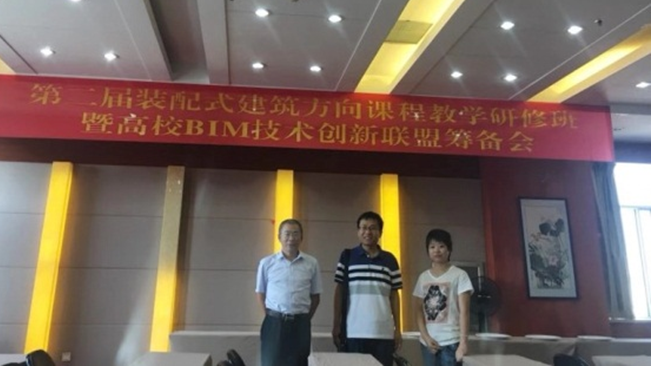 第二届装配式建筑方向课程教学研修班
暨高校BIM技术创新联盟筹备会